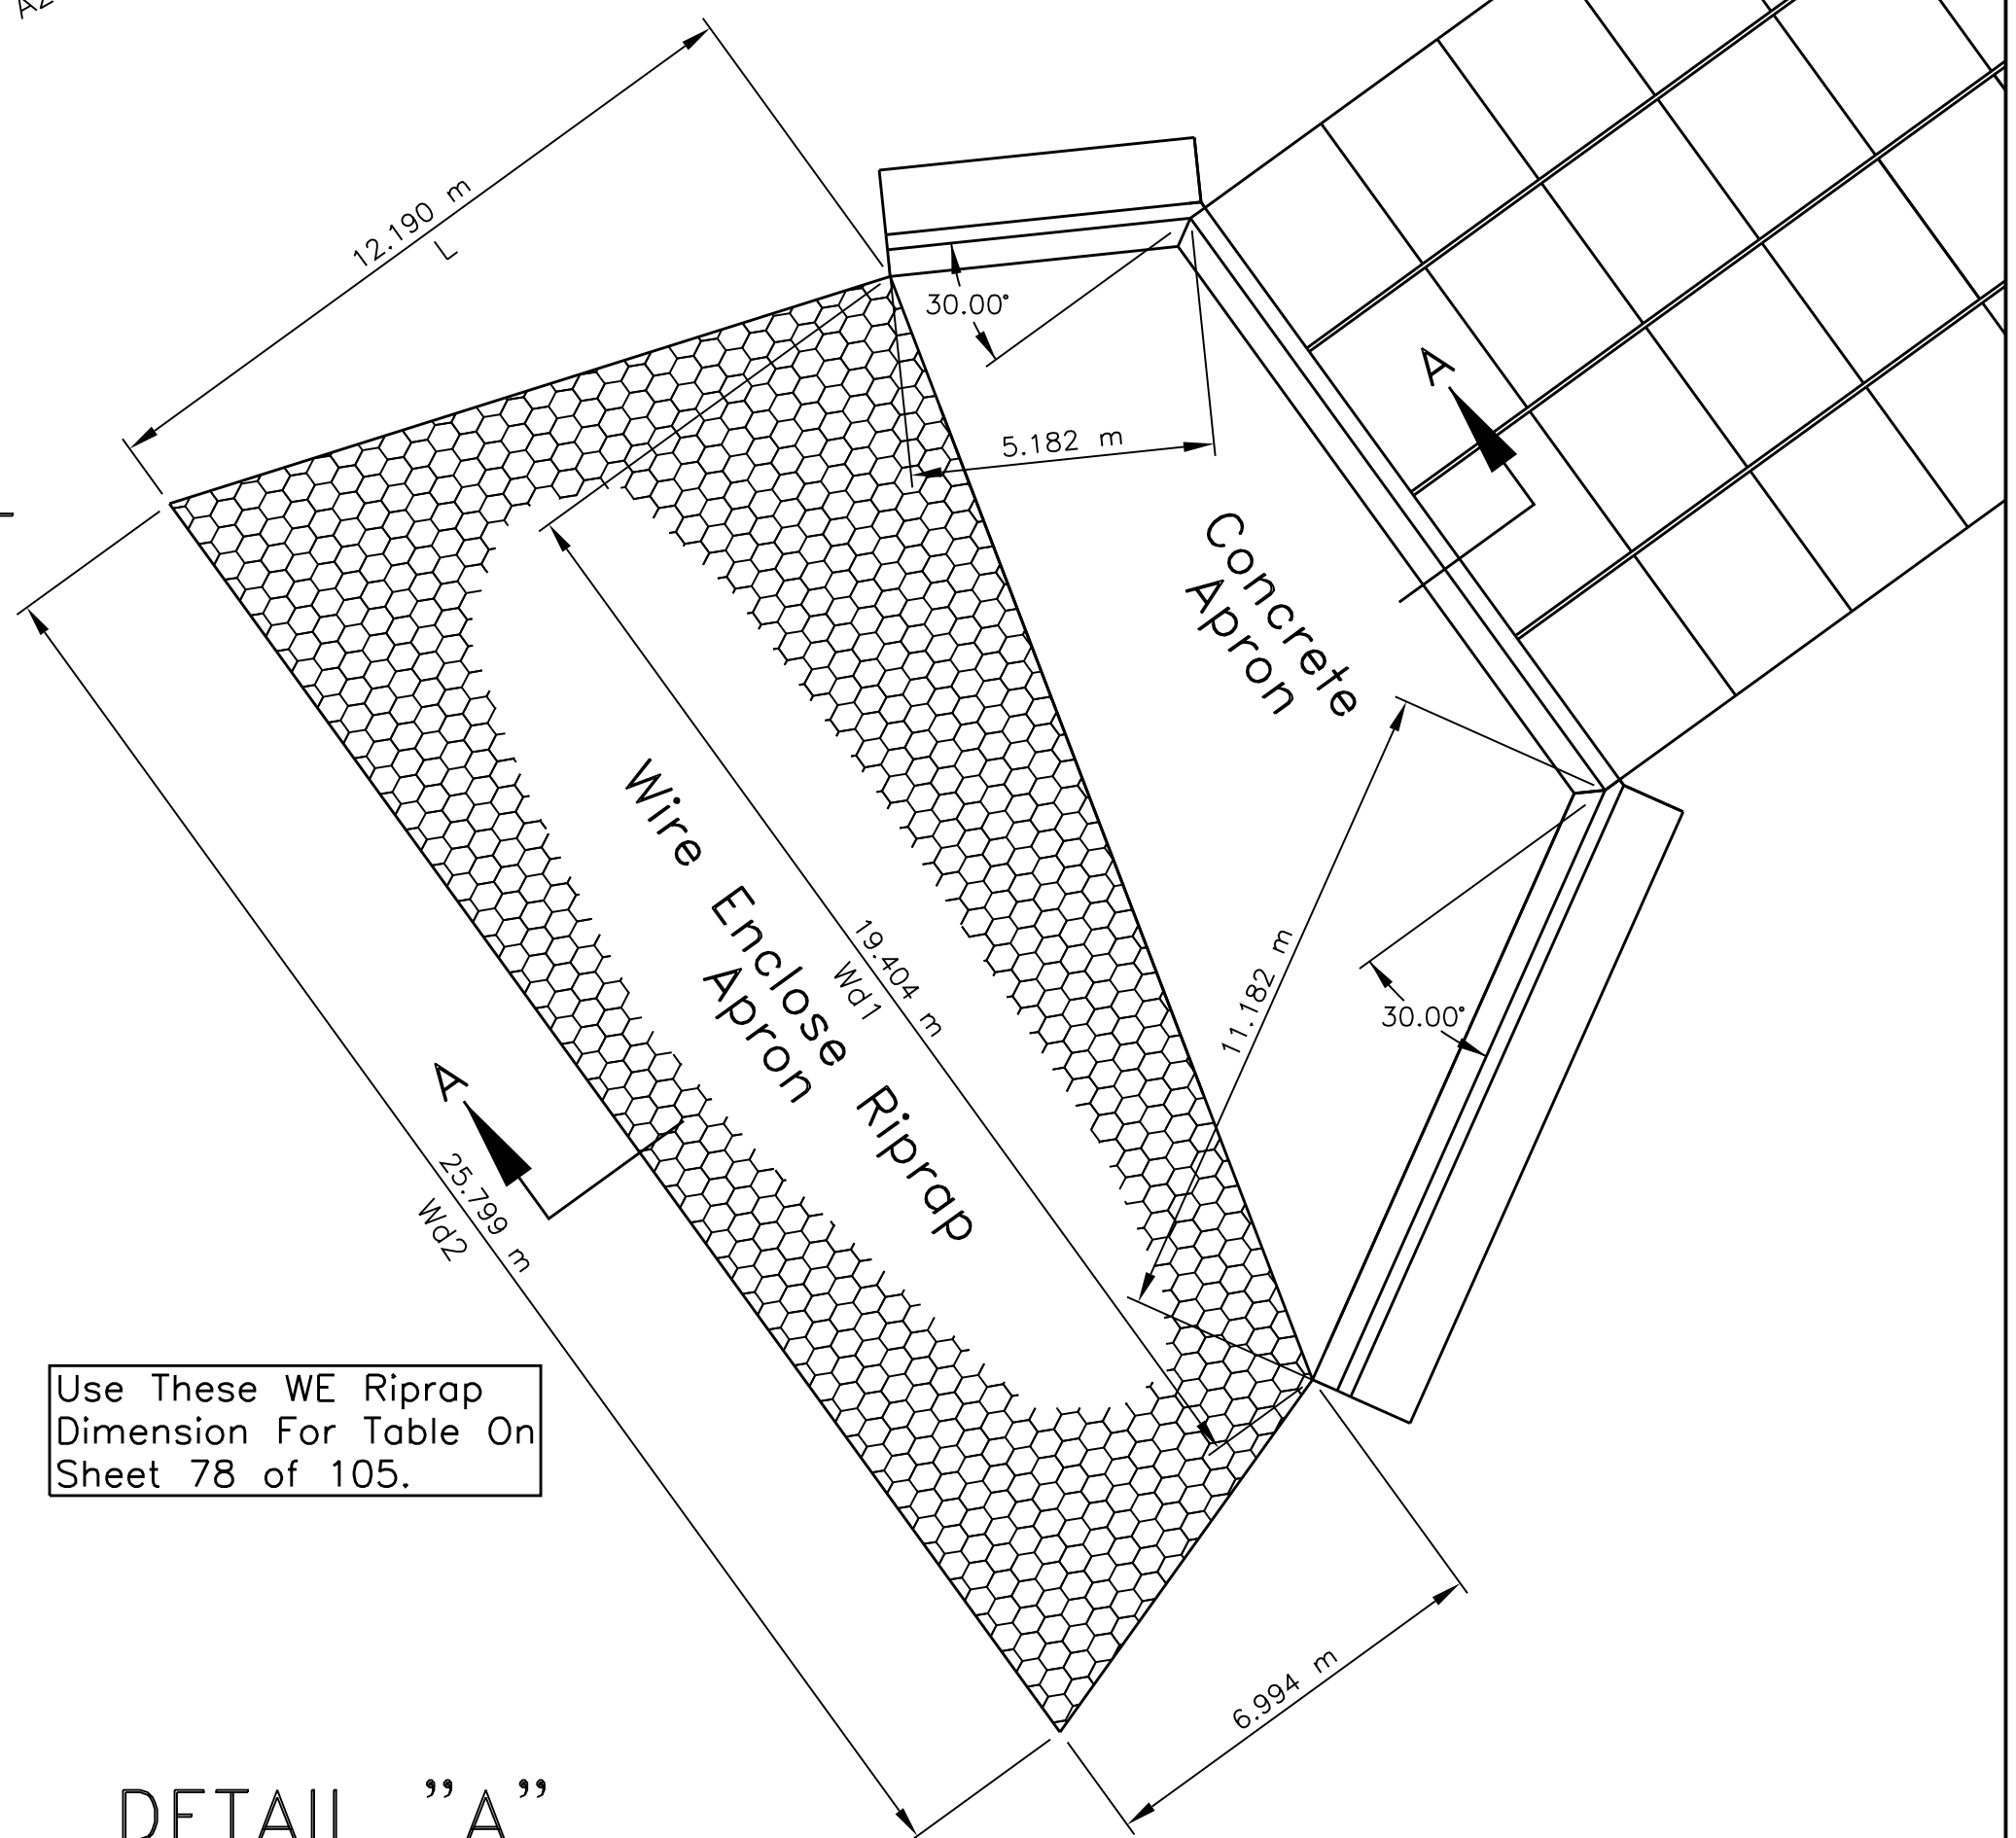 12.190 m
L
30.00°
5.182 m
A
Concrete
Apron
Wire Enclose Riprap
Apron
19.404 m
Wd1
11.182 m
30.00°
A
25.799 m
Wd2
Use These WE Riprap
Dimension For Table On
Sheet 78 of 105.
6.994 m
DETAIL "A"